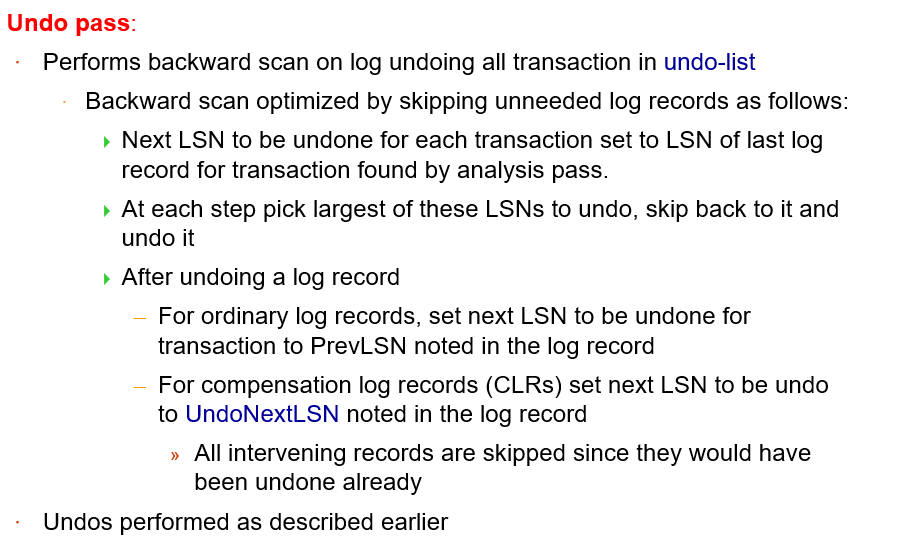 Undo pass:
· Performs backward scan on log undoing all transaction in undo-list
· Backward scan optimized by skipping unneeded log records as follows:
Next LSN to be undone for each transaction set to LSN of last log
record for transaction found by analysis pass.
At each step pick largest of these LSNs to undo, skip back to it and
undo it
After undoing a log record
– For ordinary log records, set next LSN to be undone for
transaction to PrevLSN noted in the log record
– For compensation log records (CLRs) set next LSN to be undo
to UndoNextLSN noted in the log record
» All intervening records are skipped since they would have
been undone already
· Undos performed as described earlier